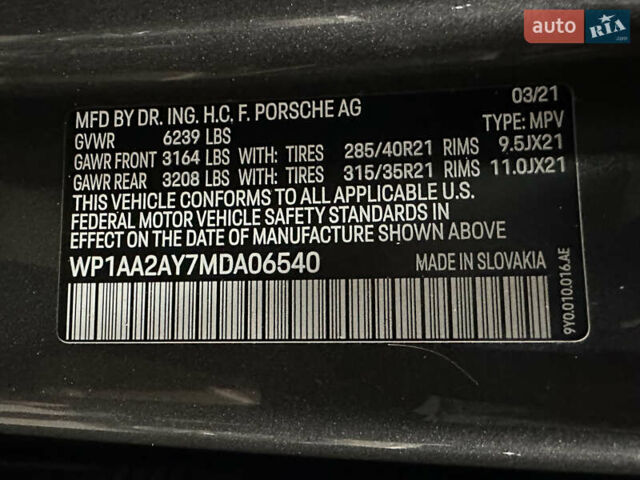 auto RIA
.com
MFD BY DR. ING. H.C. F. PORSCHE AG 03/21
GVWR 6239 LBS TYPE: MPV
GAWR FRONT 3164 LBS WITH: TIRES 285/40R21 RIMS 9.5JX21
GAWR REAR 3208 LBS WITH: TIRES 315/35R21 RIMS 11.0JX21
THIS VEHICLE CONFORMS TO ALL APPLICABLE U.S.
FEDERAL MOTOR VEHICLE SAFETY STANDARDS IN
EFFECT ON THE DATE OF MANUFACTURE SHOWN ABOVE
WP1AA2AY7MDA06540 MADE IN SLOVAKIA
9Y0.010.016.AE